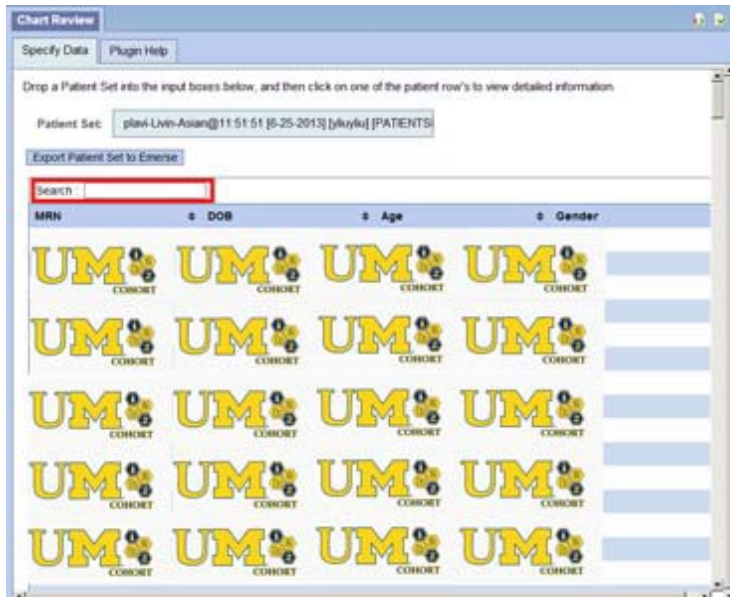 Chart Review
Specify Data Plugin Help
Drop a Patient Set into the input boxes below, and then click on one of the patient row's to view detailed information.
Patient Set: plavi-Livin-Asian@11:51:51 [6-25-2013] [yliuyliu] [PATIENTS
Export Patient Set to Emerse
Search :
MRN DOB Age Gender
UM COHORT UM COHORT UM COHORT UM COHORT
UM COHORT UM COHORT UM COHORT UM COHORT
UM COHORT UM COHORT UM COHORT UM COHORT
UM COHORT UM COHORT UM COHORT UM COHORT
UM COHORT UM COHORT UM COHORT UM COHORT